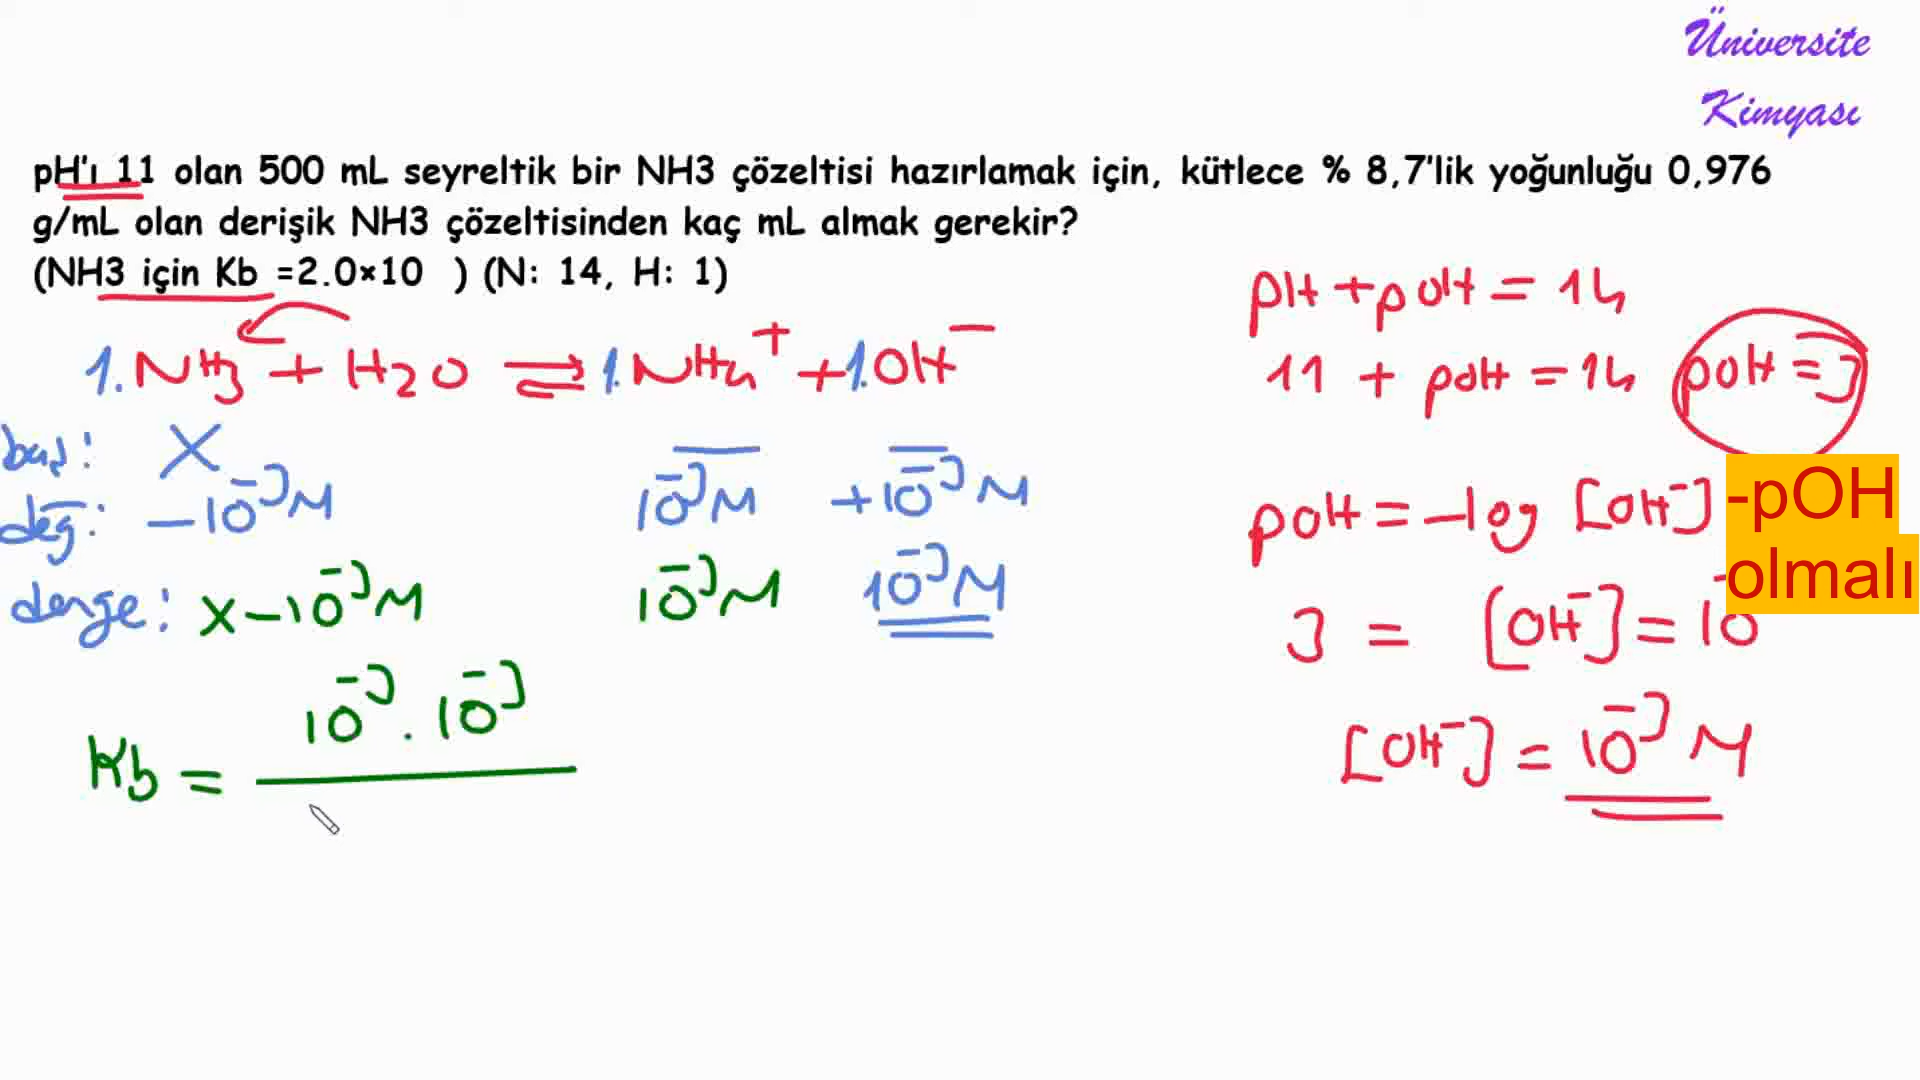 Üniversite
Kimyası
pH'ı 11 olan 500 mL seyreltik bir NH3 çözeltisi hazırlamak için, kütlece % 8,7'lik yoğunluğu 0,976
g/mL olan derişik NH3 çözeltisinden kaç mL almak gerekir?
(NH3 için Kb =2.0×10 ) (N: 14, H: 1)
pH + pOH = 14
1.NH3 + H2O ⇌ 1.NH4⁺ + 1.OH⁻
11 + pOH = 14 pOH = 3
baş: X
değ: -10⁻³M 10⁻³M +10⁻³M
pOH = -log [OH⁻]
-pOH
olmalı
denge: x-10⁻³M 10⁻³M 10⁻³M
3 = [OH⁻] = 10
10⁻³ . 10⁻³
Kb =
[OH⁻] = 10⁻³ M